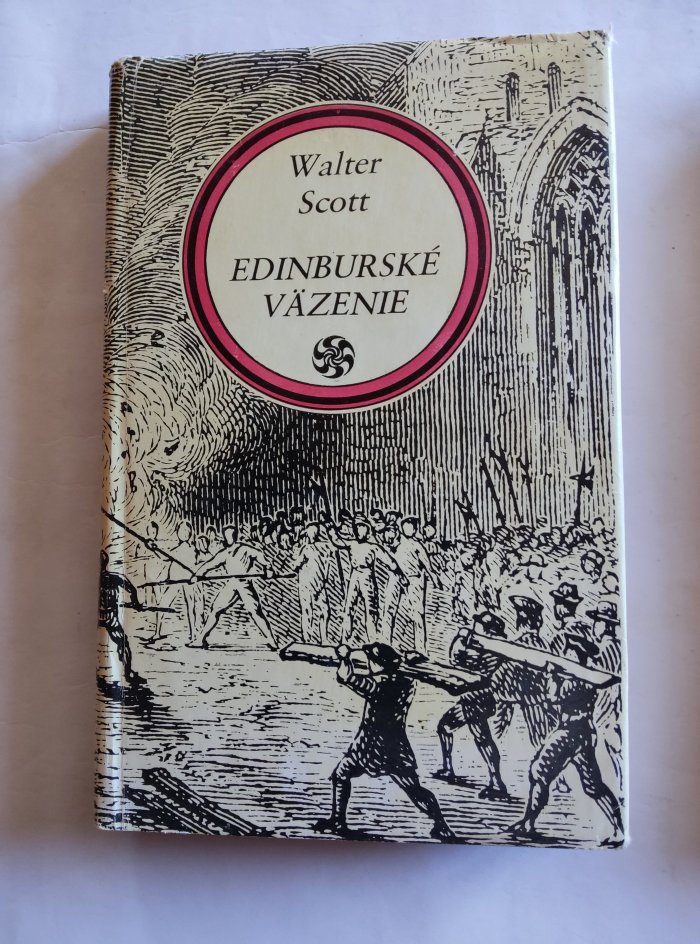 Walter
Scott
EDINBURSKÉ
VÄZENIE